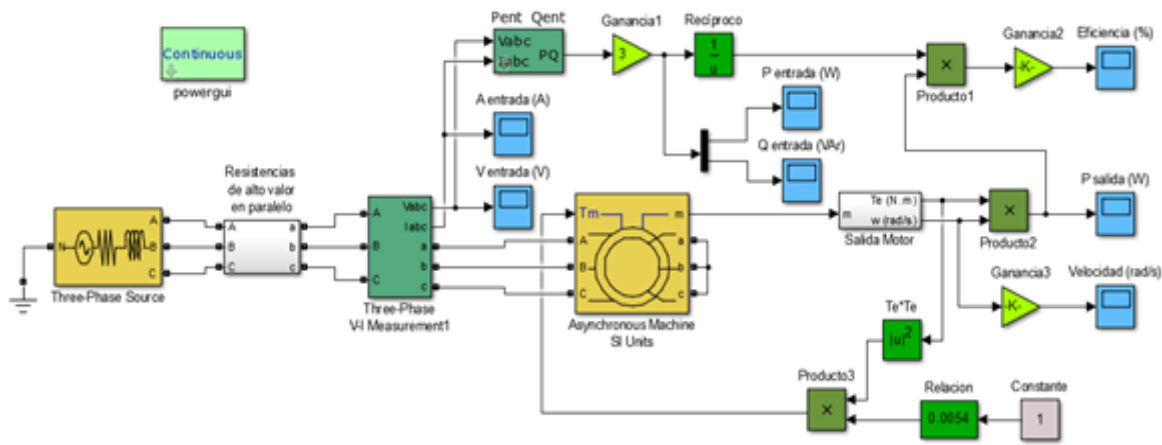 Continuous
powergui
Pent Qent
Vabc
Iabc
PQ
Ganancia1
3
Recíproco
1
u
P entrada (W)
Q entrada (VAr)
×
Producto1
Ganancia2
-K-
Eficiencia (%)
A entrada (A)
V entrada (V)
Resistencias
de alto valor
en paralelo
N
A
B
C
Three-Phase Source
A
B
C
a
b
c
A
B
C
Vabc
Iabc
a
b
c
Three-Phase
V-I Measurement1
Tm
m
A
B
C
a
b
c
Asynchronous Machine
SI Units
m
Te (N.m)
w (rad/s)
Salida Motor
×
Producto2
P salida (W)
Ganancia3
-K-
Velocidad (rad/s)
Te*Te
|u|²
Producto3
×
Relacion
0.0054
Constante
1